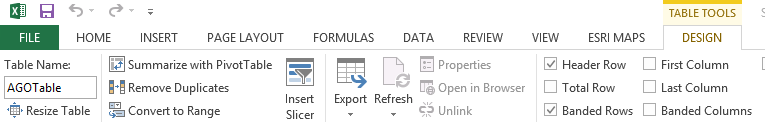 TABLE TOOLS
FILE HOME INSERT PAGE LAYOUT FORMULAS DATA REVIEW VIEW ESRI MAPS DESIGN
Table Name:
AGOTable
Resize Table
Summarize with PivotTable
Remove Duplicates
Convert to Range
Insert
Slicer
Export
Refresh
Properties
Open in Browser
Unlink
Header Row
Total Row
Banded Rows
First Column
Last Column
Banded Columns